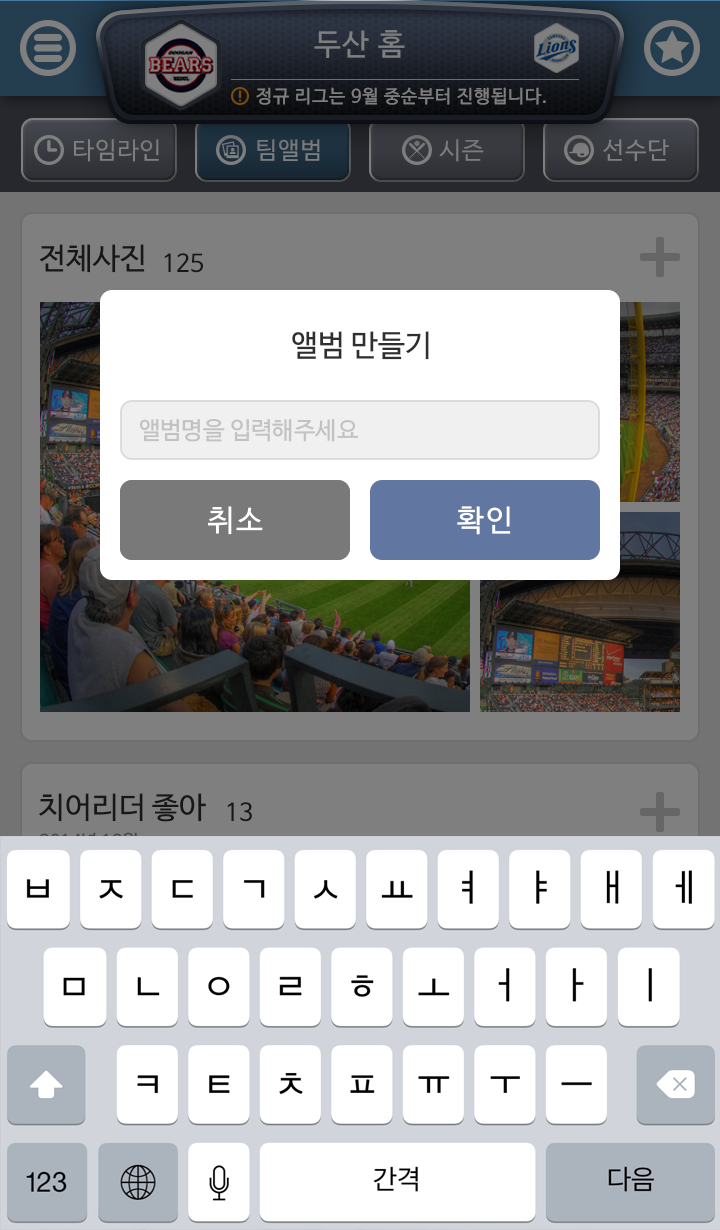 두산 홈
DOOSAN
BEARS
SEOUL
SAMSUNG
Lions
정규 리그는 9월 중순부터 진행됩니다.
타임라인 팀앨범 시즌 선수단
전체사진 125
앨범 만들기
앨범명을 입력해주세요
취소 확인
치어리더 좋아 13
ㅂ ㅈ ㄷ ㄱ ㅅ ㅛ ㅕ ㅑ ㅐ ㅔ
ㅁ ㄴ ㅇ ㄹ ㅎ ㅗ ㅓ ㅏ ㅣ
ㅋ ㅌ ㅊ ㅍ ㅠ ㅜ ㅡ
123 간격 다음